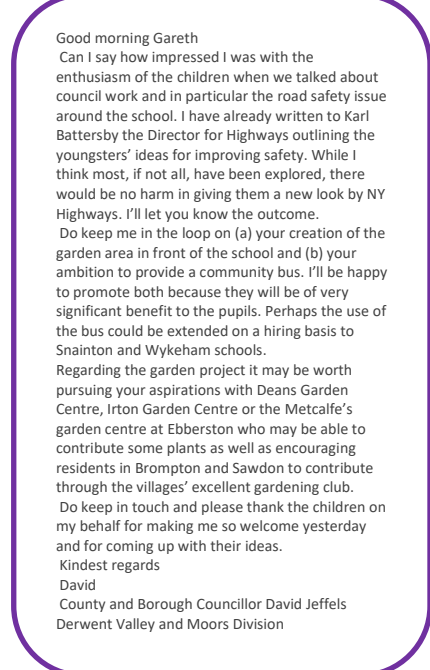 Good morning Gareth
Can I say how impressed I was with the
enthusiasm of the children when we talked about
council work and in particular the road safety issue
around the school. I have already written to Karl
Battersby the Director for Highways outlining the
youngsters’ ideas for improving safety. While I
think most, if not all, have been explored, there
would be no harm in giving them a new look by NY
Highways. I’ll let you know the outcome.
Do keep me in the loop on (a) your creation of the
garden area in front of the school and (b) your
ambition to provide a community bus. I’ll be happy
to promote both because they will be of very
significant benefit to the pupils. Perhaps the use of
the bus could be extended on a hiring basis to
Snainton and Wykeham schools.
Regarding the garden project it may be worth
pursuing your aspirations with Deans Garden
Centre, Irton Garden Centre or the Metcalfe’s
garden centre at Ebberston who may be able to
contribute some plants as well as encouraging
residents in Brompton and Sawdon to contribute
through the villages’ excellent gardening club.
Do keep in touch and please thank the children on
my behalf for making me so welcome yesterday
and for coming up with their ideas.
Kindest regards
David
County and Borough Councillor David Jeffels
Derwent Valley and Moors Division